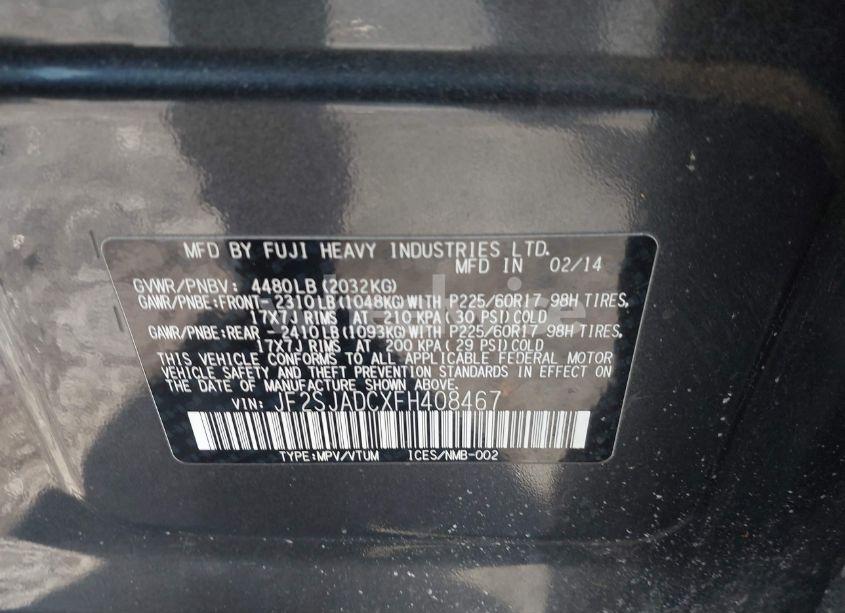 MFD BY FUJI HEAVY INDUSTRIES LTD.
MFD IN 02/14
GVWR/PNBV: 4480LB(2032KG)
GAWR/PNBE:FRONT-2310LB(1048KG)WITH P225/60R17 98H TIRES,
17X7J RIMS AT 210 KPA(30 PSI)COLD
GAWR/PNBE:REAR -2410LB(1093KG)WITH P225/60R17 98H TIRES,
17X7J RIMS AT 200 KPA(29 PSI)COLD
THIS VEHICLE CONFORMS TO ALL APPLICABLE FEDERAL MOTOR
VEHICLE SAFETY AND THEFT PREVENTION STANDARDS IN EFFECT ON
THE DATE OF MANUFACTURE SHOWN ABOVE.
VIN: JF2SJADCXFH408467
TYPE:MPV/VTUM ICES/NMB-002